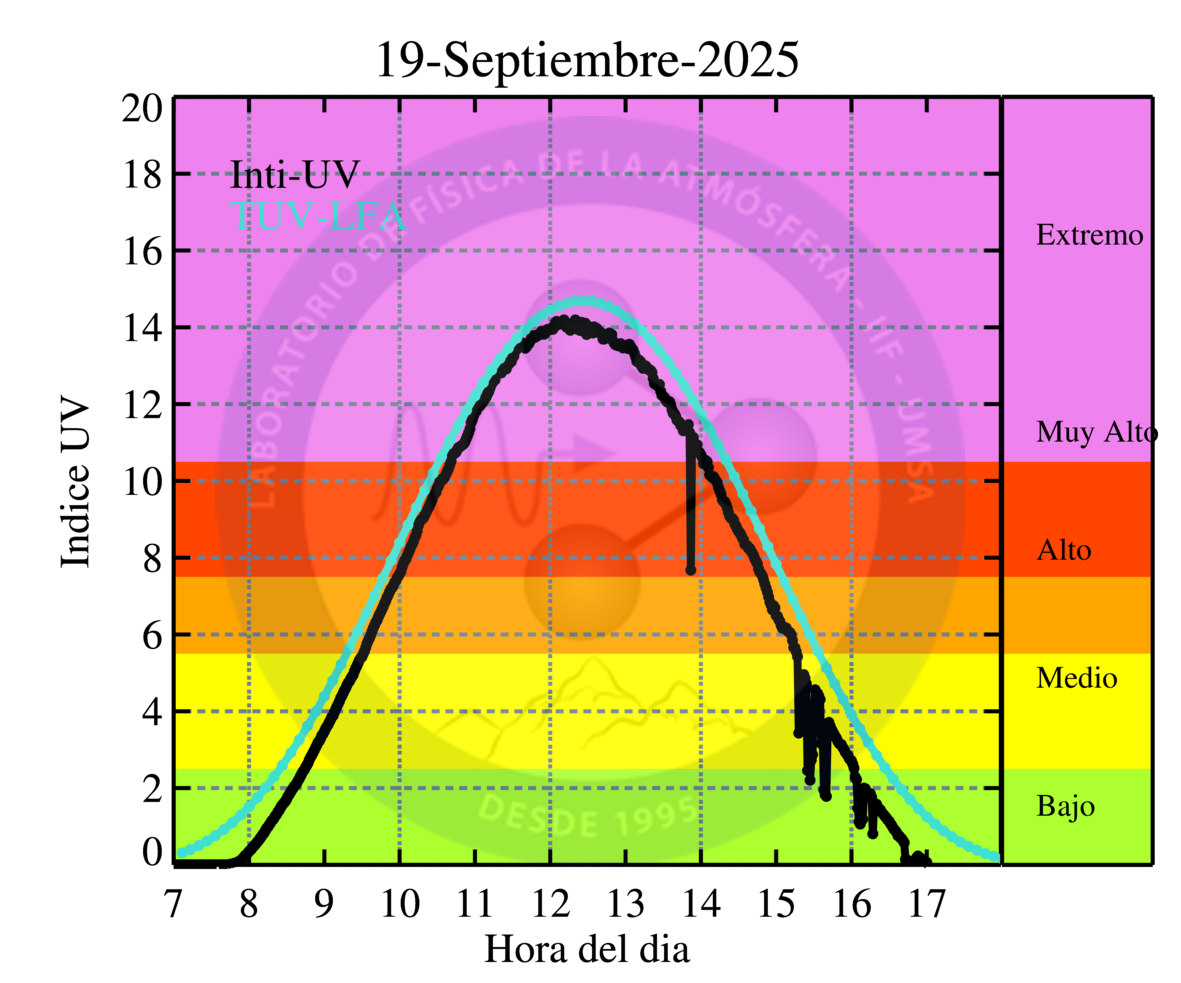 19-Septiembre-2025
20
18
16
14
12
10
8
6
4
2
0
Indice UV
Inti-UV
TUV-LFA
LABORATORIO DE FÍSICA DE LA ATMÓSFERA - IIF - UMSA
DESDE 1995
Extremo
Muy Alto
Alto
Medio
Bajo
7 8 9 10 11 12 13 14 15 16 17
Hora del dia